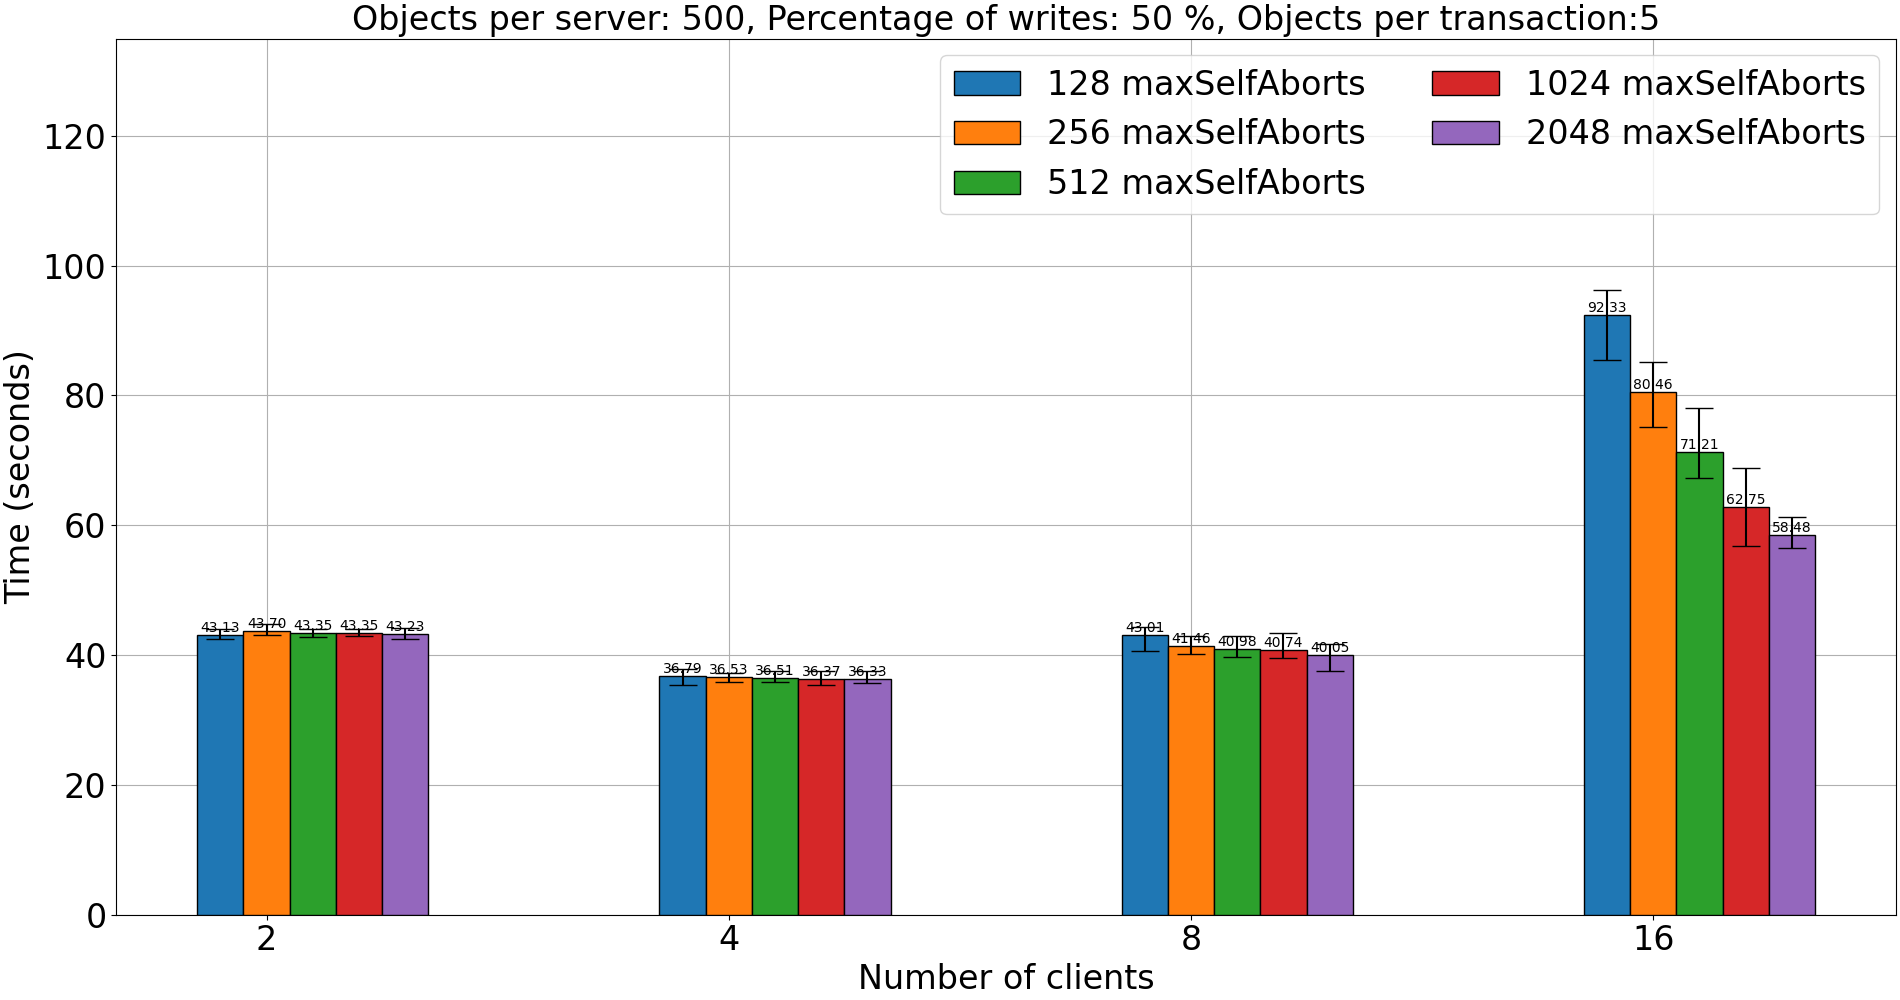 Objects per server: 500, Percentage of writes: 50 %, Objects per transaction:5
128 maxSelfAborts
256 maxSelfAborts
512 maxSelfAborts
1024 maxSelfAborts
2048 maxSelfAborts
Time (seconds)
120
100
80
60
40
20
0
43.13 43.70 43.35 43.35 43.23
36.79 36.53 36.51 36.37 36.33
43.01 41.46 40.98 40.74 40.05
92.33
80.46
71.21
62.75
58.48
2 4 8 16
Number of clients